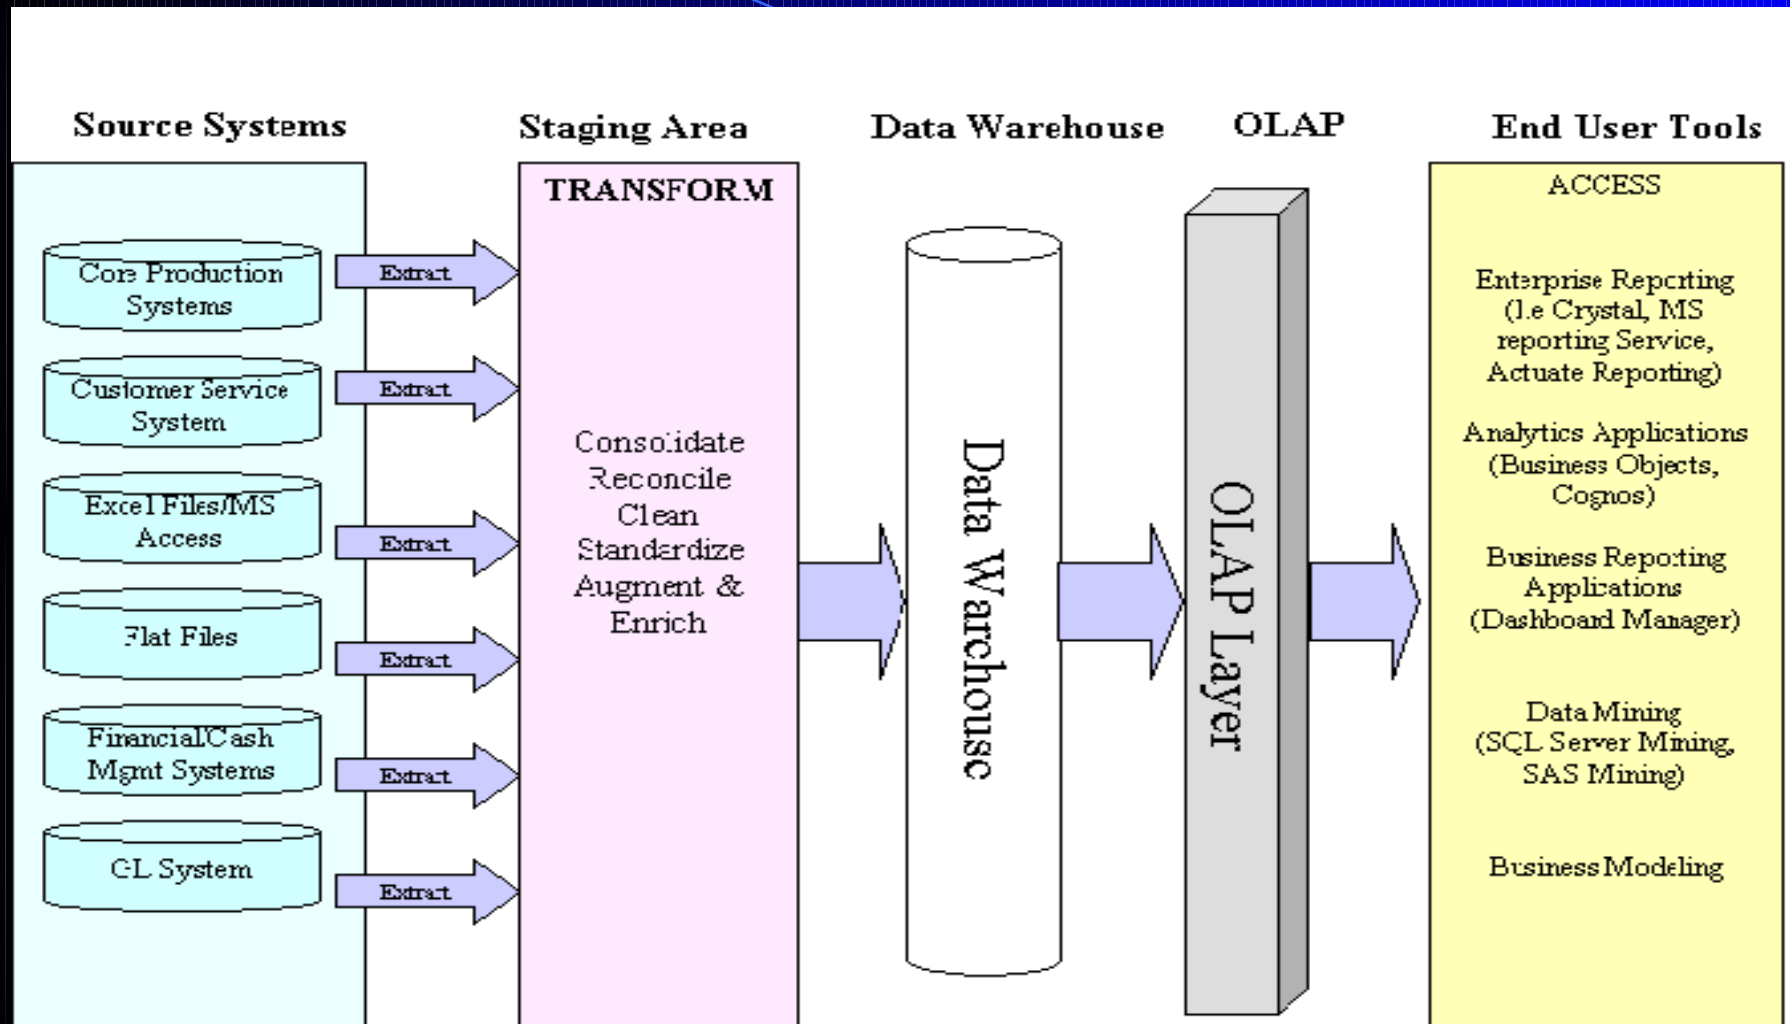 Source Systems
Staging Area
Data Warehouse
OLAP
End User Tools
Core Production
Systems
Customer Service
System
Excel Files/MS
Access
Flat Files
Financial/Cash
Mgmt Systems
GL System
Extract
Extract
Extract
Extract
Extract
Extract
TRANSFORM
Consolidate
Reconcile
Clean
Standardize
Augment &
Enrich
Data Warehouse
OLAP Layer
ACCESS
Enterprise Reporting
(I.e Crystal, MS
reporting Service,
Actuate Reporting)
Analytics Applications
(Business Objects,
Cognos)
Business Reporting
Applications
(Dashboard Manager)
Data Mining
(SQL Server Mining,
SAS Mining)
Business Modeling